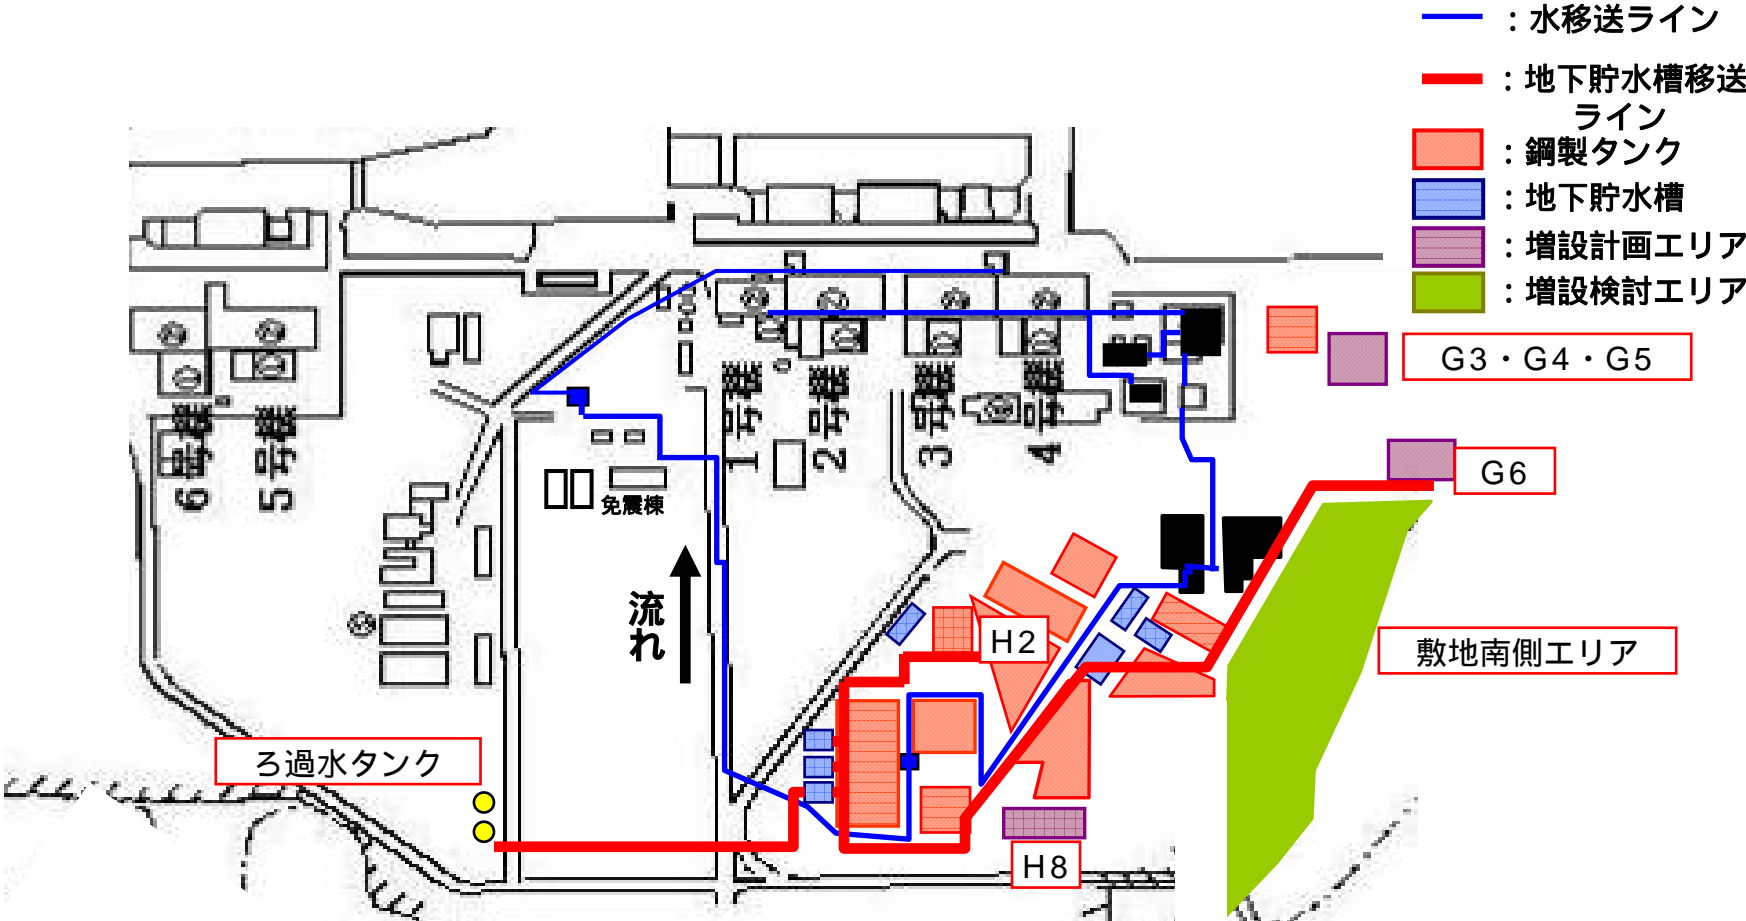 ：水移送ライン
：地下貯水槽移送
ライン
：鋼製タンク
：地下貯水槽
：増設計画エリア
：増設検討エリア
G3・G4・G5
6号機
5号機
1号機
2号機
3号機
4号機
G6
免震棟
流れ
H2
敷地南側エリア
ろ過水タンク
H8